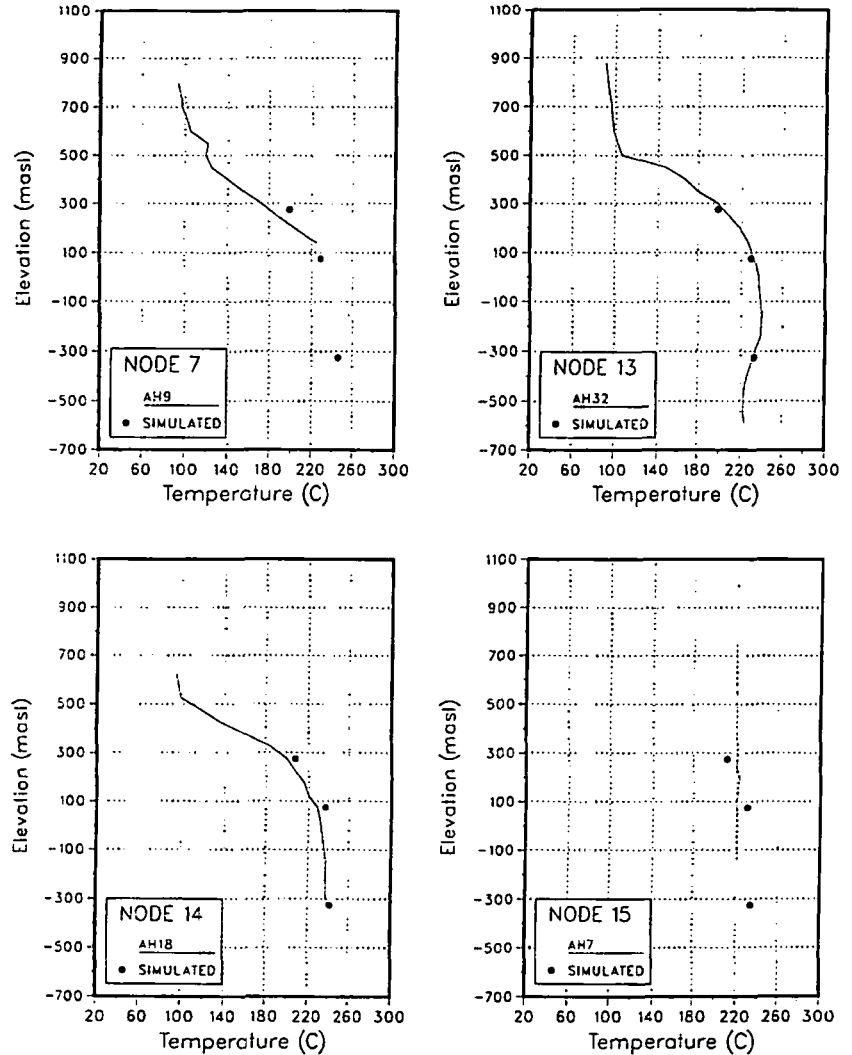 1100
900
700
500
300
100
-100
-300
-500
-700
Elevation (masl)
NODE 7
AH9
• SIMULATED
20 60 100 140 180 220 260 300
Temperature (C)
1100
900
700
500
300
100
-100
-300
-500
-700
Elevation (masl)
NODE 13
AH32
• SIMULATED
20 60 100 140 180 220 260 300
Temperature (C)
1100
900
700
500
300
100
-100
-300
-500
-700
Elevation (masl)
NODE 14
AH18
• SIMULATED
20 60 100 140 180 220 260 300
Temperature (C)
1100
900
700
500
300
100
-100
-300
-500
-700
Elevation (masl)
NODE 15
AH7
• SIMULATED
20 60 100 140 180 220 260 300
Temperature (C)